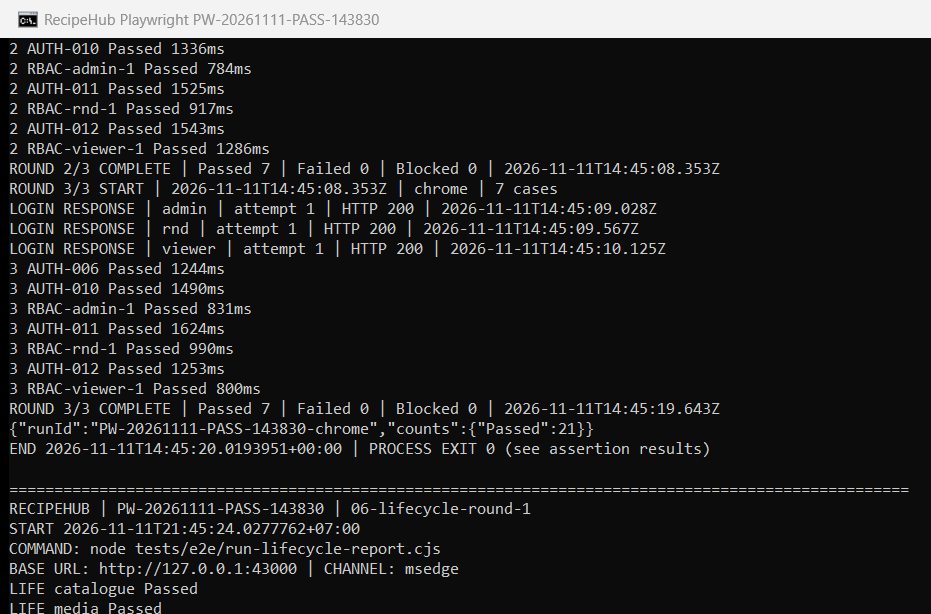 RecipeHub Playwright PW-20261111-PASS-143830
2 AUTH-010 Passed 1336ms
2 RBAC-admin-1 Passed 784ms
2 AUTH-011 Passed 1525ms
2 RBAC-rnd-1 Passed 917ms
2 AUTH-012 Passed 1543ms
2 RBAC-viewer-1 Passed 1286ms
ROUND 2/3 COMPLETE | Passed 7 | Failed 0 | Blocked 0 | 2026-11-11T14:45:08.353Z
ROUND 3/3 START | 2026-11-11T14:45:08.353Z | chrome | 7 cases
LOGIN RESPONSE | admin | attempt 1 | HTTP 200 | 2026-11-11T14:45:09.028Z
LOGIN RESPONSE | rnd | attempt 1 | HTTP 200 | 2026-11-11T14:45:09.567Z
LOGIN RESPONSE | viewer | attempt 1 | HTTP 200 | 2026-11-11T14:45:10.125Z
3 AUTH-006 Passed 1244ms
3 AUTH-010 Passed 1490ms
3 RBAC-admin-1 Passed 831ms
3 AUTH-011 Passed 1624ms
3 RBAC-rnd-1 Passed 990ms
3 AUTH-012 Passed 1253ms
3 RBAC-viewer-1 Passed 800ms
ROUND 3/3 COMPLETE | Passed 7 | Failed 0 | Blocked 0 | 2026-11-11T14:45:19.643Z
{"runId":"PW-20261111-PASS-143830-chrome","counts":{"Passed":21}}
END 2026-11-11T14:45:20.0193951+00:00 | PROCESS EXIT 0 (see assertion results)
====================================================================================================
RECIPEHUB | PW-20261111-PASS-143830 | 06-lifecycle-round-1
START 2026-11-11T21:45:24.0277762+07:00
COMMAND: node tests/e2e/run-lifecycle-report.cjs
BASE URL: http://127.0.0.1:43000 | CHANNEL: msedge
LIFE catalogue Passed
LIFE media Passed